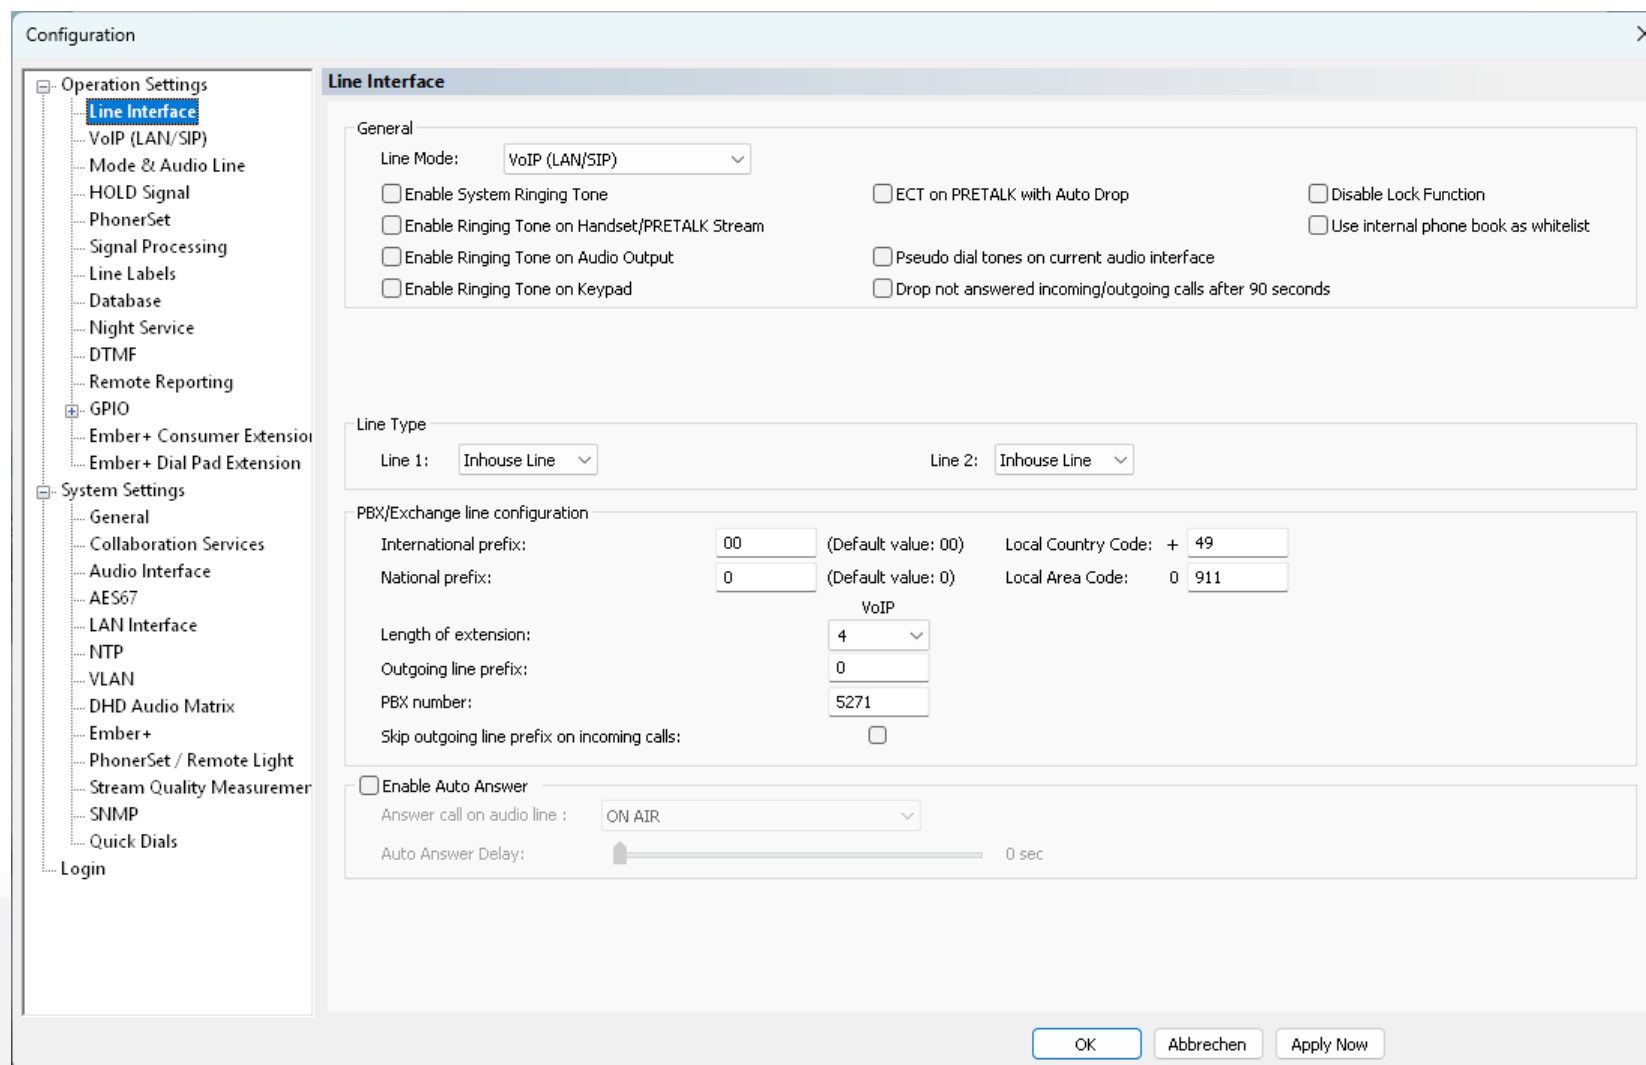 Configuration
Operation Settings
Line Interface
VoIP (LAN/SIP)
Mode & Audio Line
HOLD Signal
PhonerSet
Signal Processing
Line Labels
Database
Night Service
DTMF
Remote Reporting
GPIO
Ember+ Consumer Extension
Ember+ Dial Pad Extension
System Settings
General
Collaboration Services
Audio Interface
AES67
LAN Interface
NTP
VLAN
DHD Audio Matrix
Ember+
PhonerSet / Remote Light
Stream Quality Measuremer
SNMP
Quick Dials
Login
Line Interface
General
Line Mode: VoIP (LAN/SIP)
Enable System Ringing Tone ECT on PRETALK with Auto Drop Disable Lock Function
Enable Ringing Tone on Handset/PRETALK Stream Use internal phone book as whitelist
Enable Ringing Tone on Audio Output Pseudo dial tones on current audio interface
Enable Ringing Tone on Keypad Drop not answered incoming/outgoing calls after 90 seconds
Line Type
Line 1: Inhouse Line Line 2: Inhouse Line
PBX/Exchange line configuration
International prefix: 00 (Default value: 00) Local Country Code: + 49
National prefix: 0 (Default value: 0) Local Area Code: 0 911
VoIP
Length of extension: 4
Outgoing line prefix: 0
PBX number: 5271
Skip outgoing line prefix on incoming calls:
Enable Auto Answer
Answer call on audio line : ON AIR
Auto Answer Delay: 0 sec
OK Abbrechen Apply Now